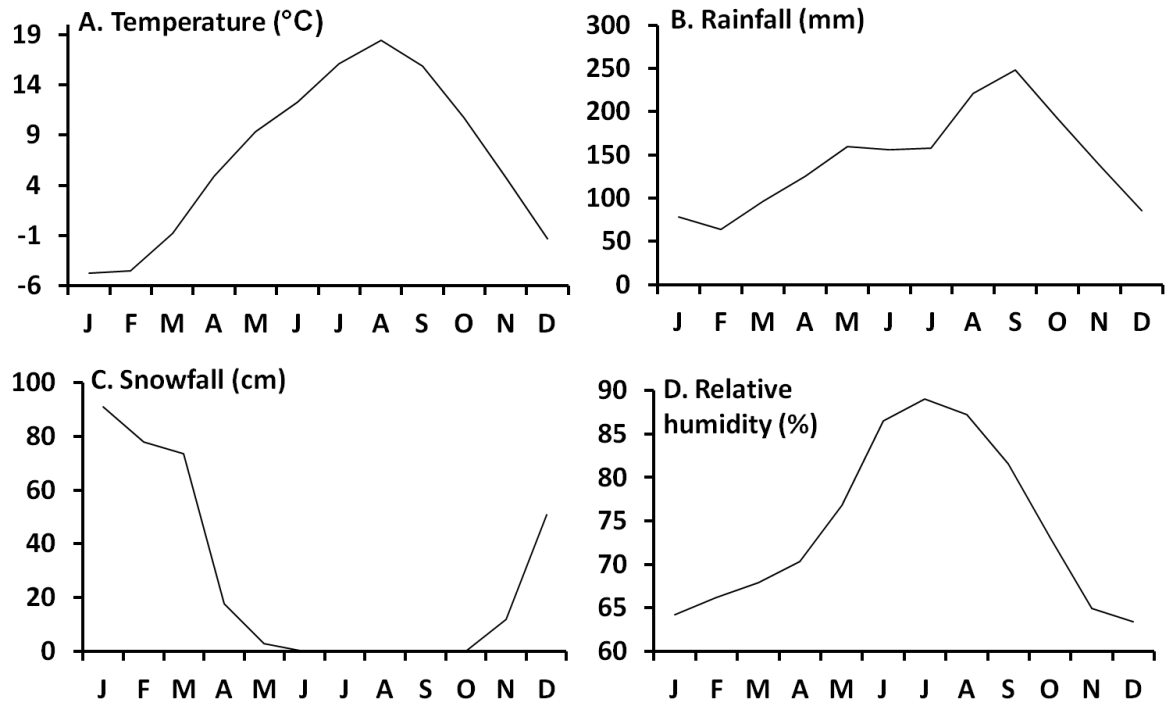 A. Temperature (°C)
19
14
9
4
-1
-6
J F M A M J J A S O N D
B. Rainfall (mm)
300
250
200
150
100
50
0
J F M A M J J A S O N D
C. Snowfall (cm)
100
80
60
40
20
0
J F M A M J J A S O N D
D. Relative
humidity (%)
90
85
80
75
70
65
60
J F M A M J J A S O N D